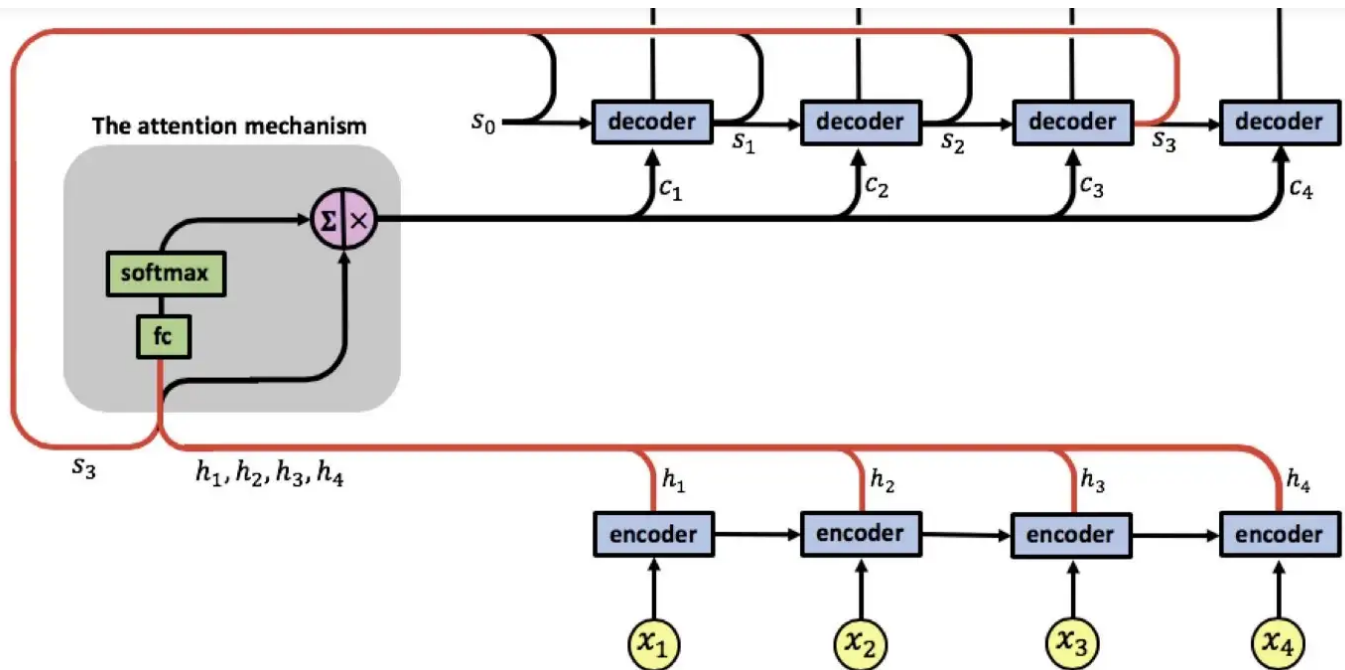 The attention mechanism
s₀ decoder s₁ decoder s₂ decoder s₃ decoder
c₁ c₂ c₃ c₄
Σ ×
softmax
fc
s₃ h₁, h₂, h₃, h₄ h₁ h₂ h₃ h₄
encoder encoder encoder encoder
x₁ x₂ x₃ x₄